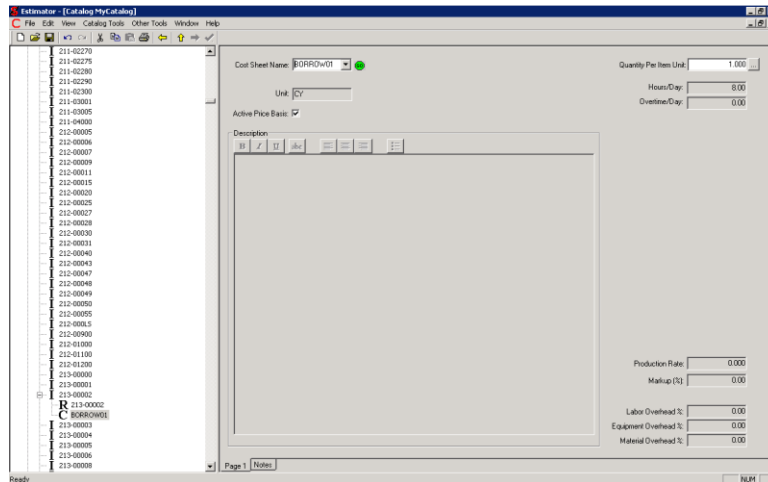 Estimator - [Catalog MyCatalog]
File Edit View Catalog Tools Other Tools Window Help
211-02270
211-02275
211-02280
211-02290
211-02300
211-03001
211-03005
211-04000
212-00005
212-00006
212-00007
212-00009
212-00011
212-00015
212-00020
212-00025
212-00027
212-00028
212-00030
212-00031
212-00040
212-00043
212-00047
212-00048
212-00049
212-00050
212-00055
212-000LS
212-00900
212-01000
212-01100
212-01200
213-00000
213-00001
213-00002
R 213-00002
C BORROW01
213-00003
213-00004
213-00005
213-00006
213-00008
Cost Sheet Name: BORROW01 GO
Unit: CY
Active Price Basis:
Description
B I U abc
Quantity Per Item Unit: 1.000 ...
Hours/Day: 8.00
Overtime/Day: 0.00
Production Rate: 0.000
Markup (%): 0.00
Labor Overhead %: 0.00
Equipment Overhead %: 0.00
Material Overhead %: 0.00
Page 1 Notes
Ready NUM